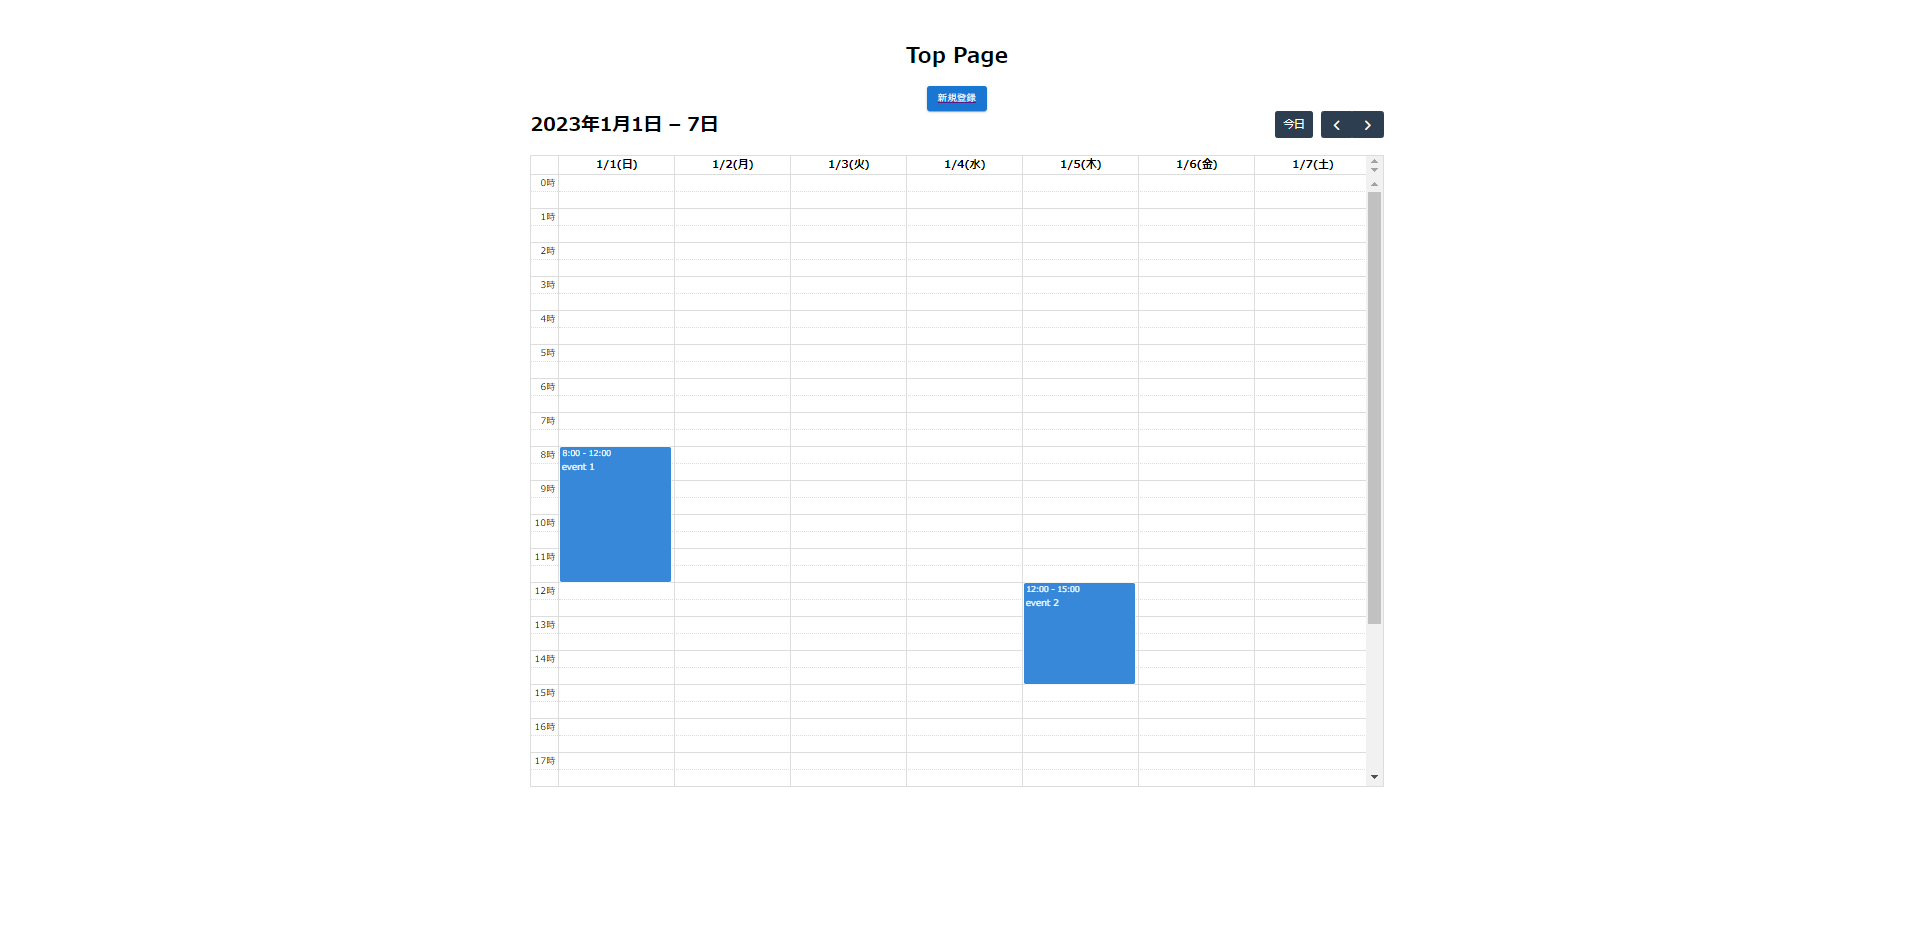 Top Page
新規登録
2023年1月1日 – 7日
今日
1/1(日) 1/2(月) 1/3(火) 1/4(水) 1/5(木) 1/6(金) 1/7(土)
0時
1時
2時
3時
4時
5時
6時
7時
8時
8:00 - 12:00
event 1
9時
10時
11時
12時
12:00 - 15:00
event 2
13時
14時
15時
16時
17時